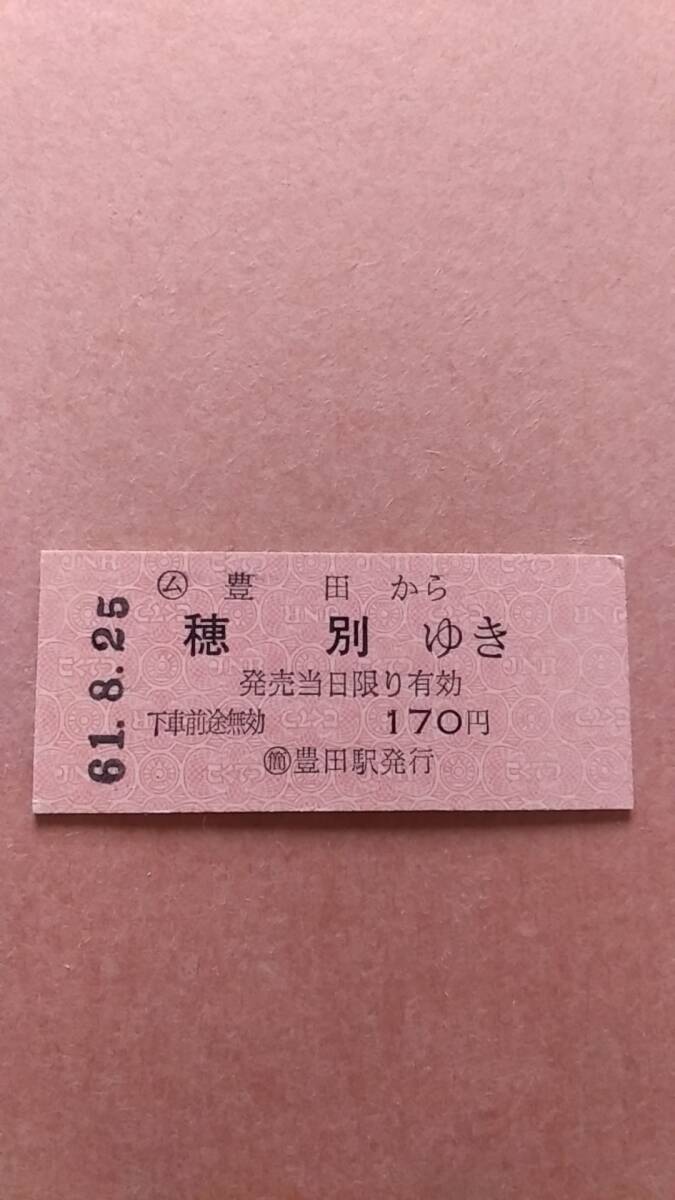 61.8.25
㋰ 豊田から
穂別ゆき
発売当日限り有効
下車前途無効 170円
㊢豊田駅発行